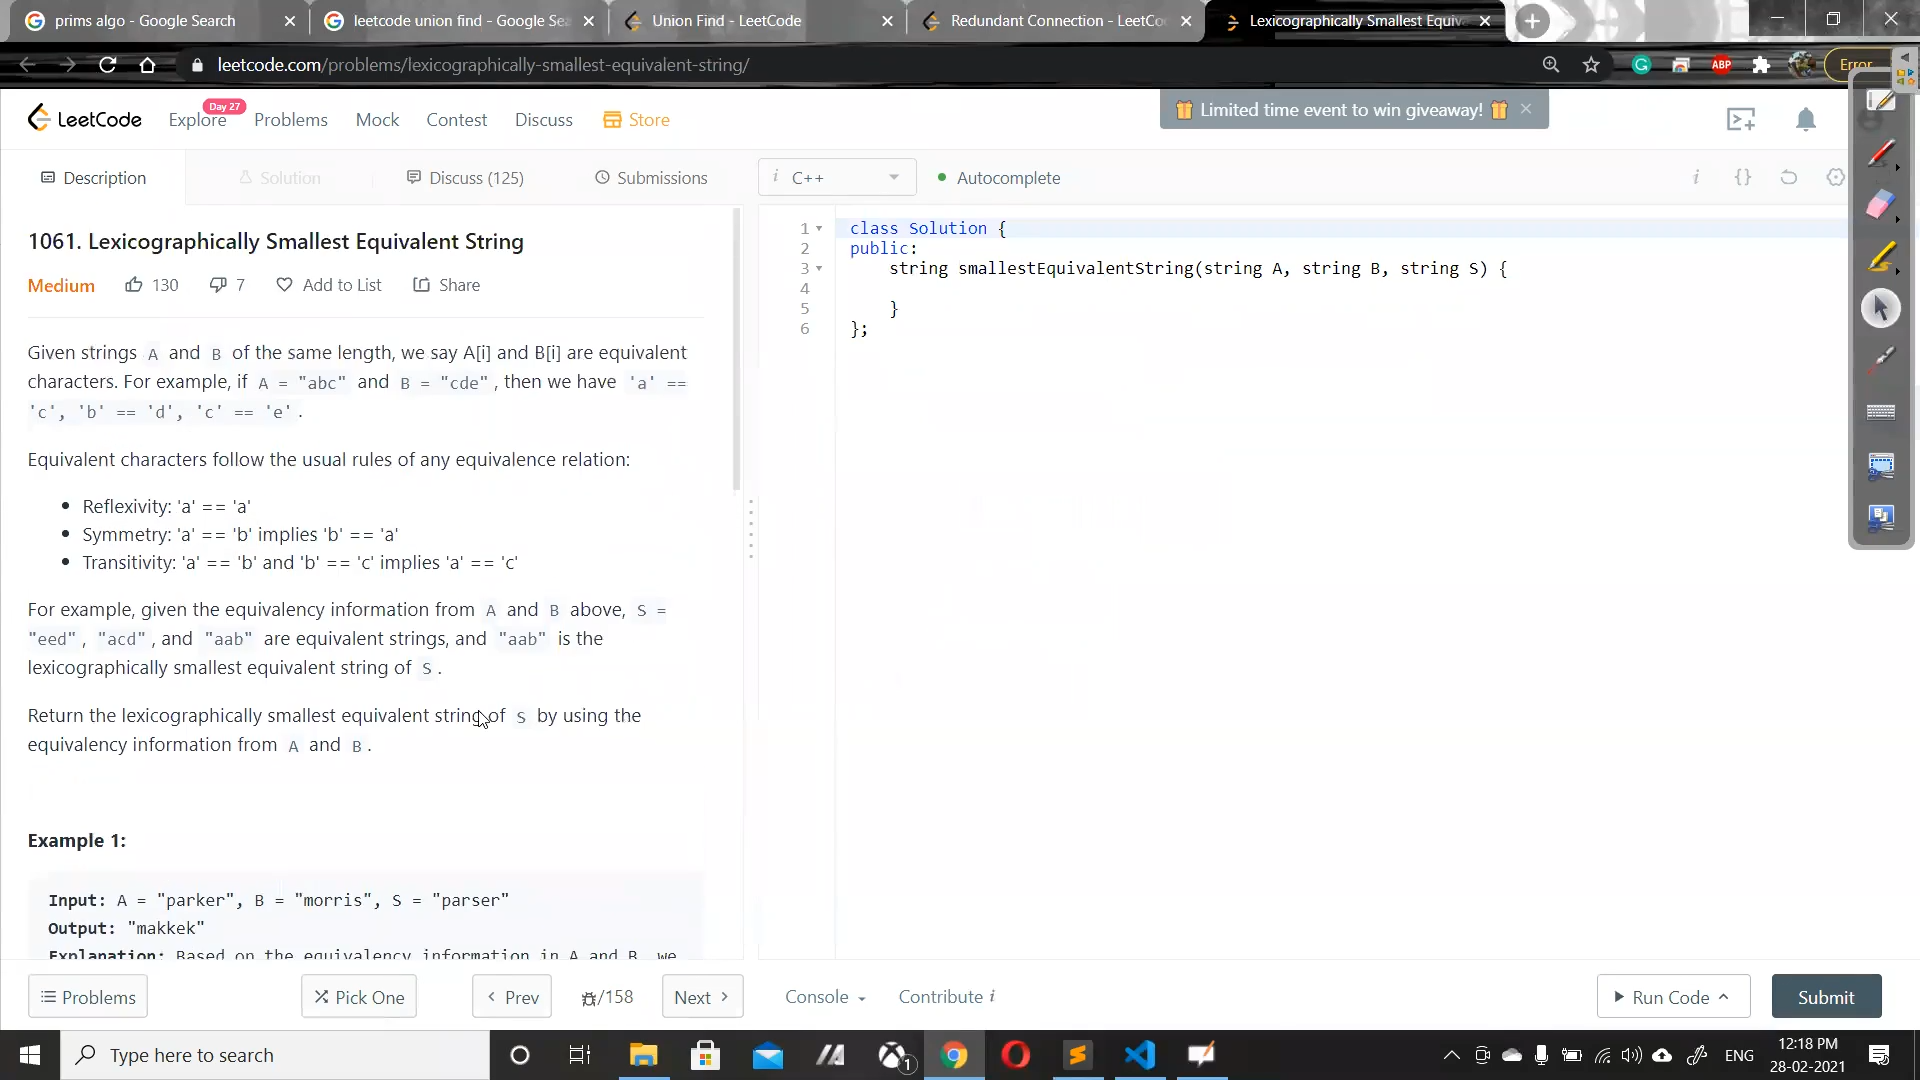 prims algo - Google Search
leetcode union find - Google Sea
Union Find - LeetCode
Redundant Connection - LeetCo
Lexicographically Smallest Equiv
leetcode.com/problems/lexicographically-smallest-equivalent-string/
ABP
Error
LeetCode
Explore
Day 27
Problems
Mock
Contest
Discuss
Store
Limited time event to win giveaway!
Description
Solution
Discuss (125)
Submissions
i C++
Autocomplete
1061. Lexicographically Smallest Equivalent String
Medium 130 7 Add to List Share
Given strings A and B of the same length, we say A[i] and B[i] are equivalent
characters. For example, if A = "abc" and B = "cde", then we have 'a' ==
'c', 'b' == 'd', 'c' == 'e'.
Equivalent characters follow the usual rules of any equivalence relation:
• Reflexivity: 'a' == 'a'
• Symmetry: 'a' == 'b' implies 'b' == 'a'
• Transitivity: 'a' == 'b' and 'b' == 'c' implies 'a' == 'c'
For example, given the equivalency information from A and B above, S =
"eed", "acd", and "aab" are equivalent strings, and "aab" is the
lexicographically smallest equivalent string of S.
Return the lexicographically smallest equivalent string of S by using the
equivalency information from A and B.
Example 1:
Input: A = "parker", B = "morris", S = "parser"
Output: "makkek"
Explanation: Based on the equivalency information in A and B, we
1 class Solution {
2 public:
3 string smallestEquivalentString(string A, string B, string S) {
4
5 }
6 };
Problems
Pick One
Prev
/158
Next
Console
Contribute i
Run Code
Submit
Type here to search
1
ENG
12:18 PM
28-02-2021